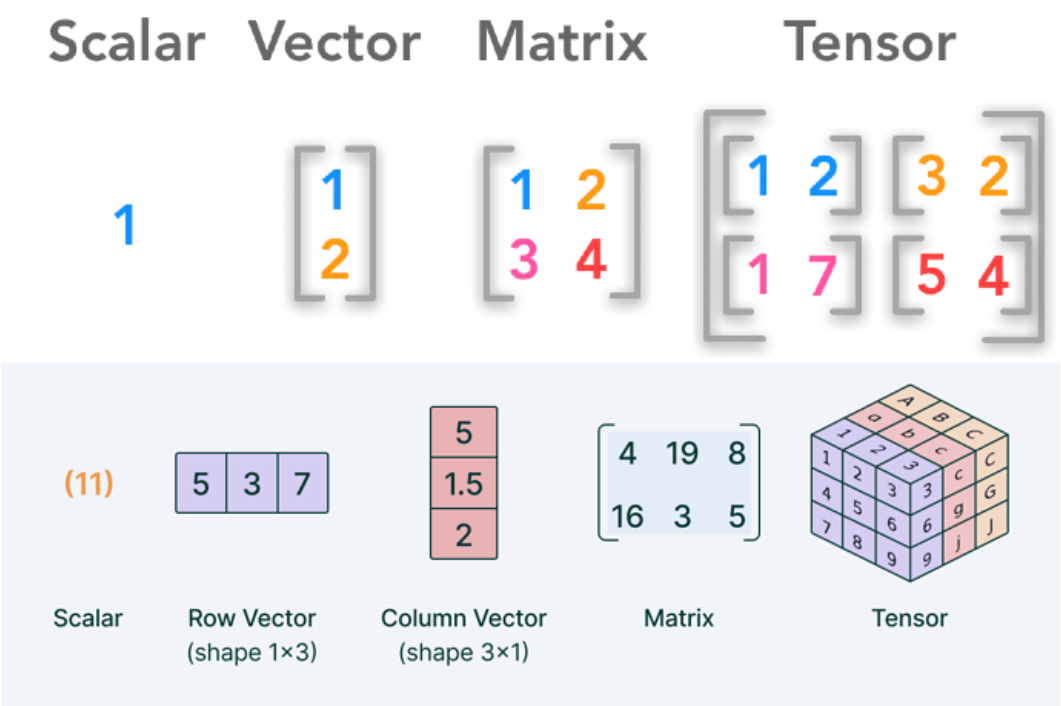 Scalar Vector Matrix Tensor
1 2 3 2
1 1 1 2
1
2 3 4
1 7 5 4
A
a B
1 b C
5 2 c
4 19 8 1 3 C
2 c
(11) 5 3 7 1.5 3 3 G
4 5 g
16 3 5 6 6 J
2 7 8 j
9 9
Scalar Row Vector Column Vector Matrix Tensor
(shape 1×3) (shape 3×1)